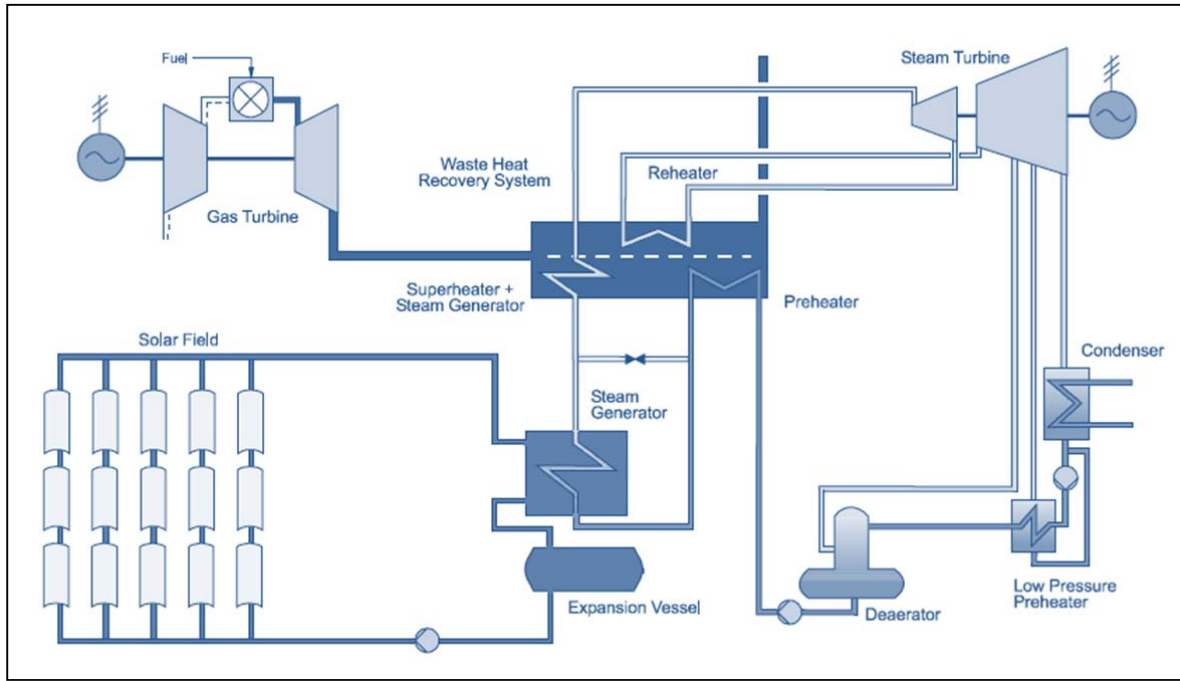 Fuel
Steam Turbine
Waste Heat
Recovery System
Reheater
Gas Turbine
Superheater +
Steam Generator
Preheater
Solar Field
Condenser
Steam
Generator
Expansion Vessel
Low Pressure
Preheater
Deaerator